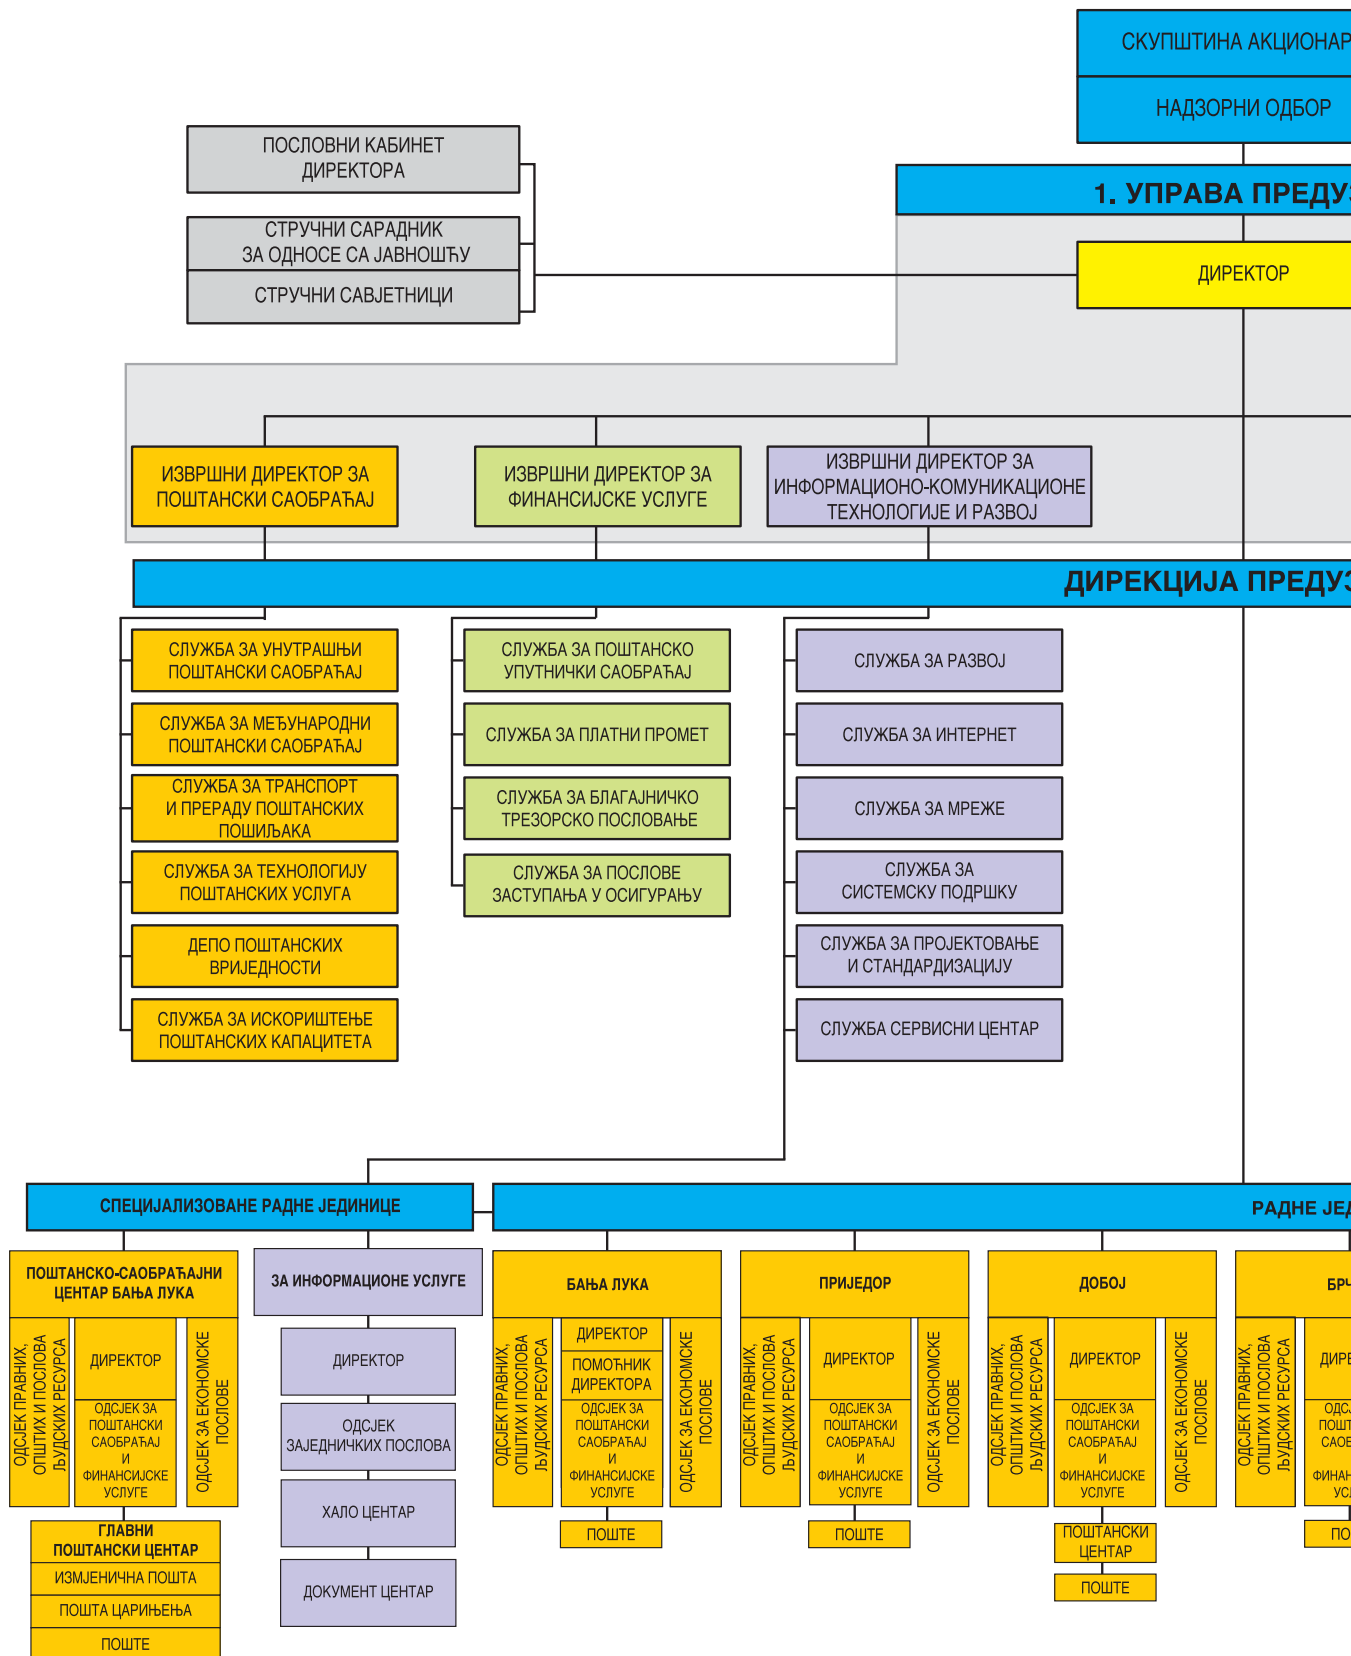 СКУПШТИНА АКЦИОНАР
НАДЗОРНИ ОДБОР
ПОСЛОВНИ КАБИНЕТ
ДИРЕКТОРА
СТРУЧНИ САРАДНИК
ЗА ОДНОСЕ СА ЈАВНОШЋУ
СТРУЧНИ САВЈЕТНИЦИ
1. УПРАВА ПРЕДУЗ
ДИРЕКТОР
ИЗВРШНИ ДИРЕКТОР ЗА
ПОШТАНСКИ САОБРАЋАЈ
ИЗВРШНИ ДИРЕКТОР ЗА
ФИНАНСИЈСКЕ УСЛУГЕ
ИЗВРШНИ ДИРЕКТОР ЗА
ИНФОРМАЦИОНО-КОМУНИКАЦИОНЕ
ТЕХНОЛОГИЈЕ И РАЗВОЈ
ДИРЕКЦИЈА ПРЕДУЗ
СЛУЖБА ЗА УНУТРАШЊИ
ПОШТАНСКИ САОБРАЋАЈ
СЛУЖБА ЗА МЕЂУНАРОДНИ
ПОШТАНСКИ САОБРАЋАЈ
СЛУЖБА ЗА ТРАНСПОРТ
И ПРЕРАДУ ПОШТАНСКИХ
ПОШИЉАКА
СЛУЖБА ЗА ТЕХНОЛОГИЈУ
ПОШТАНСКИХ УСЛУГА
ДЕПО ПОШТАНСКИХ
ВРИЈЕДНОСТИ
СЛУЖБА ЗА ИСКОРИШТЕЊЕ
ПОШТАНСКИХ КАПАЦИТЕТА
СЛУЖБА ЗА ПОШТАНСКО
УПУТНИЧКИ САОБРАЋАЈ
СЛУЖБА ЗА ПЛАТНИ ПРОМЕТ
СЛУЖБА ЗА БЛАГАЈНИЧКО
ТРЕЗОРСКО ПОСЛОВАЊЕ
СЛУЖБА ЗА ПОСЛОВЕ
ЗАСТУПАЊА У ОСИГУРАЊУ
СЛУЖБА ЗА РАЗВОЈ
СЛУЖБА ЗА ИНТЕРНЕТ
СЛУЖБА ЗА МРЕЖЕ
СЛУЖБА ЗА
СИСТЕМСКУ ПОДРШКУ
СЛУЖБА ЗА ПРОЈЕКТОВАЊЕ
И СТАНДАРДИЗАЦИЈУ
СЛУЖБА СЕРВИСНИ ЦЕНТАР
СПЕЦИЈАЛИЗОВАНЕ РАДНЕ ЈЕДИНИЦЕ
РАДНЕ ЈЕД
ПОШТАНСКО-САОБРАЋАЈНИ
ЦЕНТАР БАЊА ЛУКА
ОДСЈЕК ПРАВНИХ,
ОПШТИХ И ПОСЛОВА
ЉУДСКИХ РЕСУРСА
ДИРЕКТОР
ОДСЈЕК ЗА
ПОШТАНСКИ
САОБРАЋАЈ
И
ФИНАНСИЈСКЕ
УСЛУГЕ
ОДСЈЕК ЗА ЕКОНОМСКЕ
ПОСЛОВЕ
ГЛАВНИ
ПОШТАНСКИ ЦЕНТАР
ИЗМЈЕНИЧНА ПОШТА
ПОШТА ЦАРИЊЕЊА
ПОШТЕ
ЗА ИНФОРМАЦИОНЕ УСЛУГЕ
ДИРЕКТОР
ОДСЈЕК
ЗАЈЕДНИЧКИХ ПОСЛОВА
ХАЛО ЦЕНТАР
ДОКУМЕНТ ЦЕНТАР
БАЊА ЛУКА
ОДСЈЕК ПРАВНИХ,
ОПШТИХ И ПОСЛОВА
ЉУДСКИХ РЕСУРСА
ДИРЕКТОР
ПОМОЋНИК
ДИРЕКТОРА
ОДСЈЕК ЗА
ПОШТАНСКИ
САОБРАЋАЈ
И
ФИНАНСИЈСКЕ
УСЛУГЕ
ОДСЈЕК ЗА ЕКОНОМСКЕ
ПОСЛОВЕ
ПОШТЕ
ПРИЈЕДОР
ОДСЈЕК ПРАВНИХ,
ОПШТИХ И ПОСЛОВА
ЉУДСКИХ РЕСУРСА
ДИРЕКТОР
ОДСЈЕК ЗА
ПОШТАНСКИ
САОБРАЋАЈ
И
ФИНАНСИЈСКЕ
УСЛУГЕ
ОДСЈЕК ЗА ЕКОНОМСКЕ
ПОСЛОВЕ
ПОШТЕ
ДОБОЈ
ОДСЈЕК ПРАВНИХ,
ОПШТИХ И ПОСЛОВА
ЉУДСКИХ РЕСУРСА
ДИРЕКТОР
ОДСЈЕК ЗА
ПОШТАНСКИ
САОБРАЋАЈ
И
ФИНАНСИЈСКЕ
УСЛУГЕ
ОДСЈЕК ЗА ЕКОНОМСКЕ
ПОСЛОВЕ
ПОШТАНСКИ
ЦЕНТАР
ПОШТЕ
БРЧ
ОДСЈЕК ПРАВНИХ,
ОПШТИХ И ПОСЛОВА
ЉУДСКИХ РЕСУРСА
ДИРЕ
ОДСЈ
ПОШТ
САОБ
ФИНАН
УСЛ
ПО